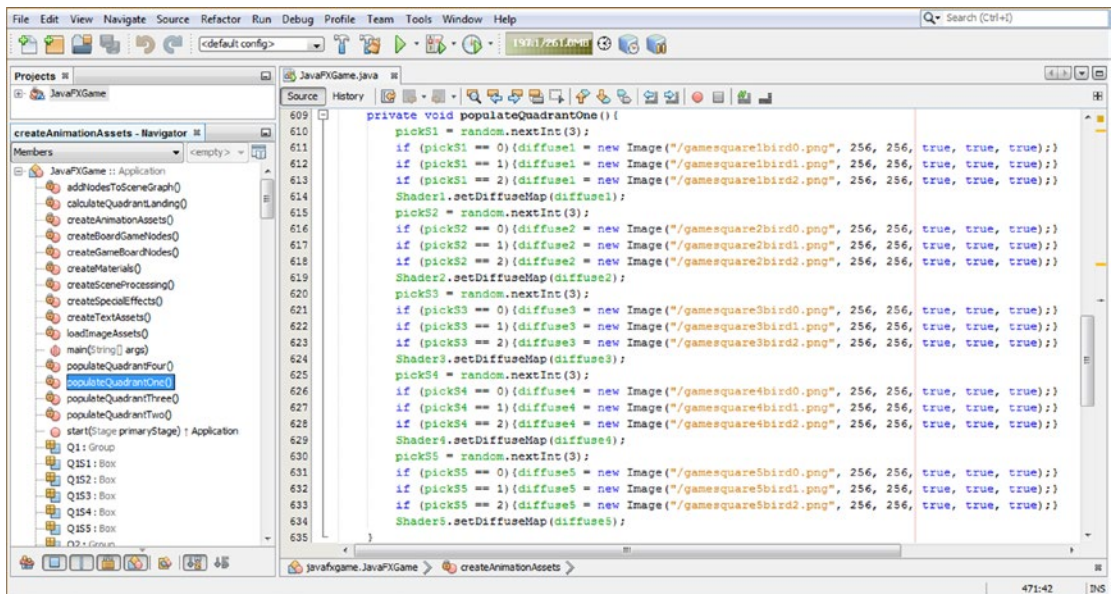 File Edit View Navigate Source Refactor Run Debug Profile Team Tools Window Help
Search (Ctrl+I)
<default config>
Projects
JavaFXGame
createAnimationAssets - Navigator
Members
<empty>
JavaFXGame :: Application
addNodesToSceneGraph()
calculateQuadrantLanding()
createAnimationAssets()
createBoardGameNodes()
createGameBoardNodes()
createMaterials()
createSceneProcessing()
createSpecialEffects()
createTextAssets()
loadImageAssets()
main(String[] args)
populateQuadrantFour()
populateQuadrantOne()
populateQuadrantThree()
populateQuadrantTwo()
start(Stage primaryStage) ↑ Application
Q1 : Group
Q1S1 : Box
Q1S2 : Box
Q1S3 : Box
Q1S4 : Box
Q1S5 : Box
Q2 : Group
JavaFXGame.java
Source History
609 private void populateQuadrantOne(){
610 pickS1 = random.nextInt(3);
611 if (pickS1 == 0){diffuse1 = new Image("/gamesquare1bird0.png", 256, 256, true, true, true);}
612 if (pickS1 == 1){diffuse1 = new Image("/gamesquare1bird1.png", 256, 256, true, true, true);}
613 if (pickS1 == 2){diffuse1 = new Image("/gamesquare1bird2.png", 256, 256, true, true, true);}
614 Shader1.setDiffuseMap(diffuse1);
615 pickS2 = random.nextInt(3);
616 if (pickS2 == 0){diffuse2 = new Image("/gamesquare2bird0.png", 256, 256, true, true, true);}
617 if (pickS2 == 1){diffuse2 = new Image("/gamesquare2bird1.png", 256, 256, true, true, true);}
618 if (pickS2 == 2){diffuse2 = new Image("/gamesquare2bird2.png", 256, 256, true, true, true);}
619 Shader2.setDiffuseMap(diffuse2);
620 pickS3 = random.nextInt(3);
621 if (pickS3 == 0){diffuse3 = new Image("/gamesquare3bird0.png", 256, 256, true, true, true);}
622 if (pickS3 == 1){diffuse3 = new Image("/gamesquare3bird1.png", 256, 256, true, true, true);}
623 if (pickS3 == 2){diffuse3 = new Image("/gamesquare3bird2.png", 256, 256, true, true, true);}
624 Shader3.setDiffuseMap(diffuse3);
625 pickS4 = random.nextInt(3);
626 if (pickS4 == 0){diffuse4 = new Image("/gamesquare4bird0.png", 256, 256, true, true, true);}
627 if (pickS4 == 1){diffuse4 = new Image("/gamesquare4bird1.png", 256, 256, true, true, true);}
628 if (pickS4 == 2){diffuse4 = new Image("/gamesquare4bird2.png", 256, 256, true, true, true);}
629 Shader4.setDiffuseMap(diffuse4);
630 pickS5 = random.nextInt(3);
631 if (pickS5 == 0){diffuse5 = new Image("/gamesquare5bird0.png", 256, 256, true, true, true);}
632 if (pickS5 == 1){diffuse5 = new Image("/gamesquare5bird1.png", 256, 256, true, true, true);}
633 if (pickS5 == 2){diffuse5 = new Image("/gamesquare5bird2.png", 256, 256, true, true, true);}
634 Shader5.setDiffuseMap(diffuse5);
635 }
javafxgame.JavaFXGame createAnimationAssets
471:42 INS